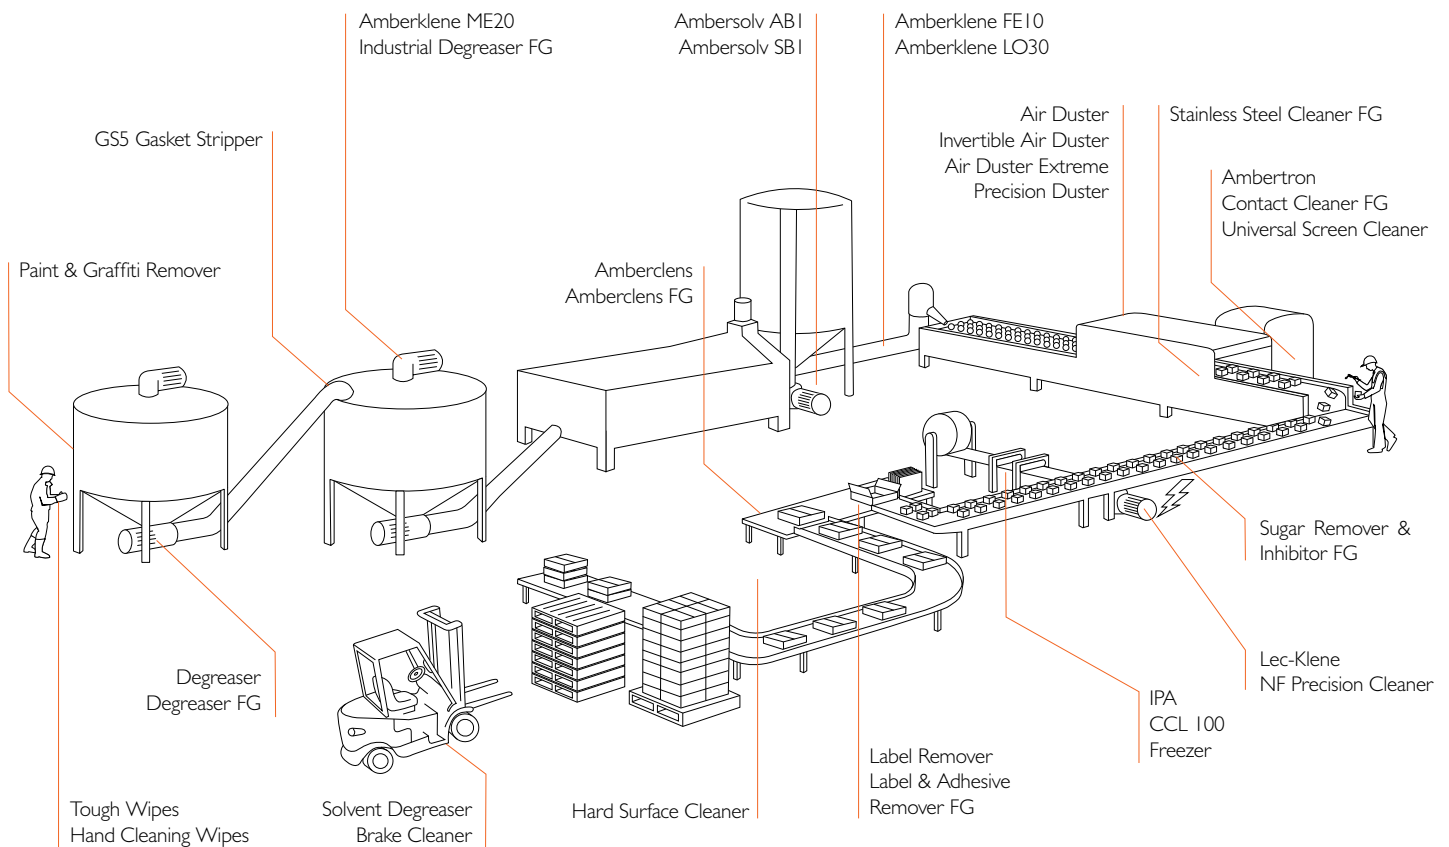 Amberklene ME20
Industrial Degreaser FG
Ambersolv AB1
Ambersolv SB1
Amberklene FE10
Amberklene LO30
GS5 Gasket Stripper
Air Duster
Invertible Air Duster
Air Duster Extreme
Precision Duster
Stainless Steel Cleaner FG
Ambertron
Contact Cleaner FG
Universal Screen Cleaner
Paint & Graffiti Remover
Amberclens
Amberclens FG
Sugar Remover &
Inhibitor FG
Degreaser
Degreaser FG
Lec-Klene
NF Precision Cleaner
IPA
CCL 100
Freezer
Label Remover
Label & Adhesive
Remover FG
Tough Wipes
Hand Cleaning Wipes
Solvent Degreaser
Brake Cleaner
Hard Surface Cleaner